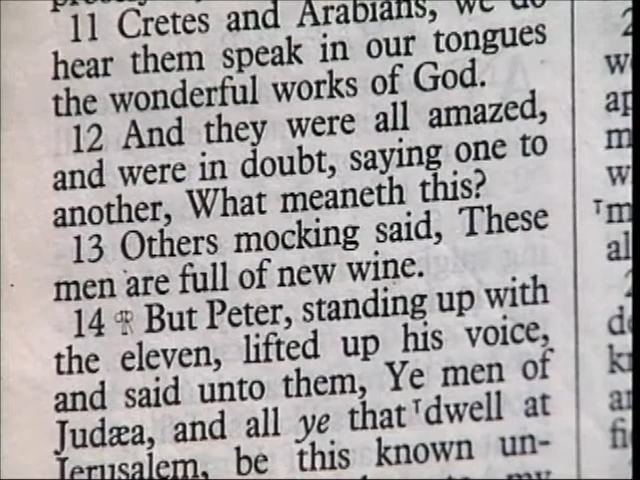 11 Cretes and Arabians, we do
hear them speak in our tongues
the wonderful works of God.
12 And they were all amazed,
and were in doubt, saying one to
another, What meaneth this?
13 Others mocking said, These
men are full of new wine.
14 ¶ But Peter, standing up with
the eleven, lifted up his voice,
and said unto them, Ye men of
Judæa, and all ye that ⸀dwell at
Jerusalem, be this known un-